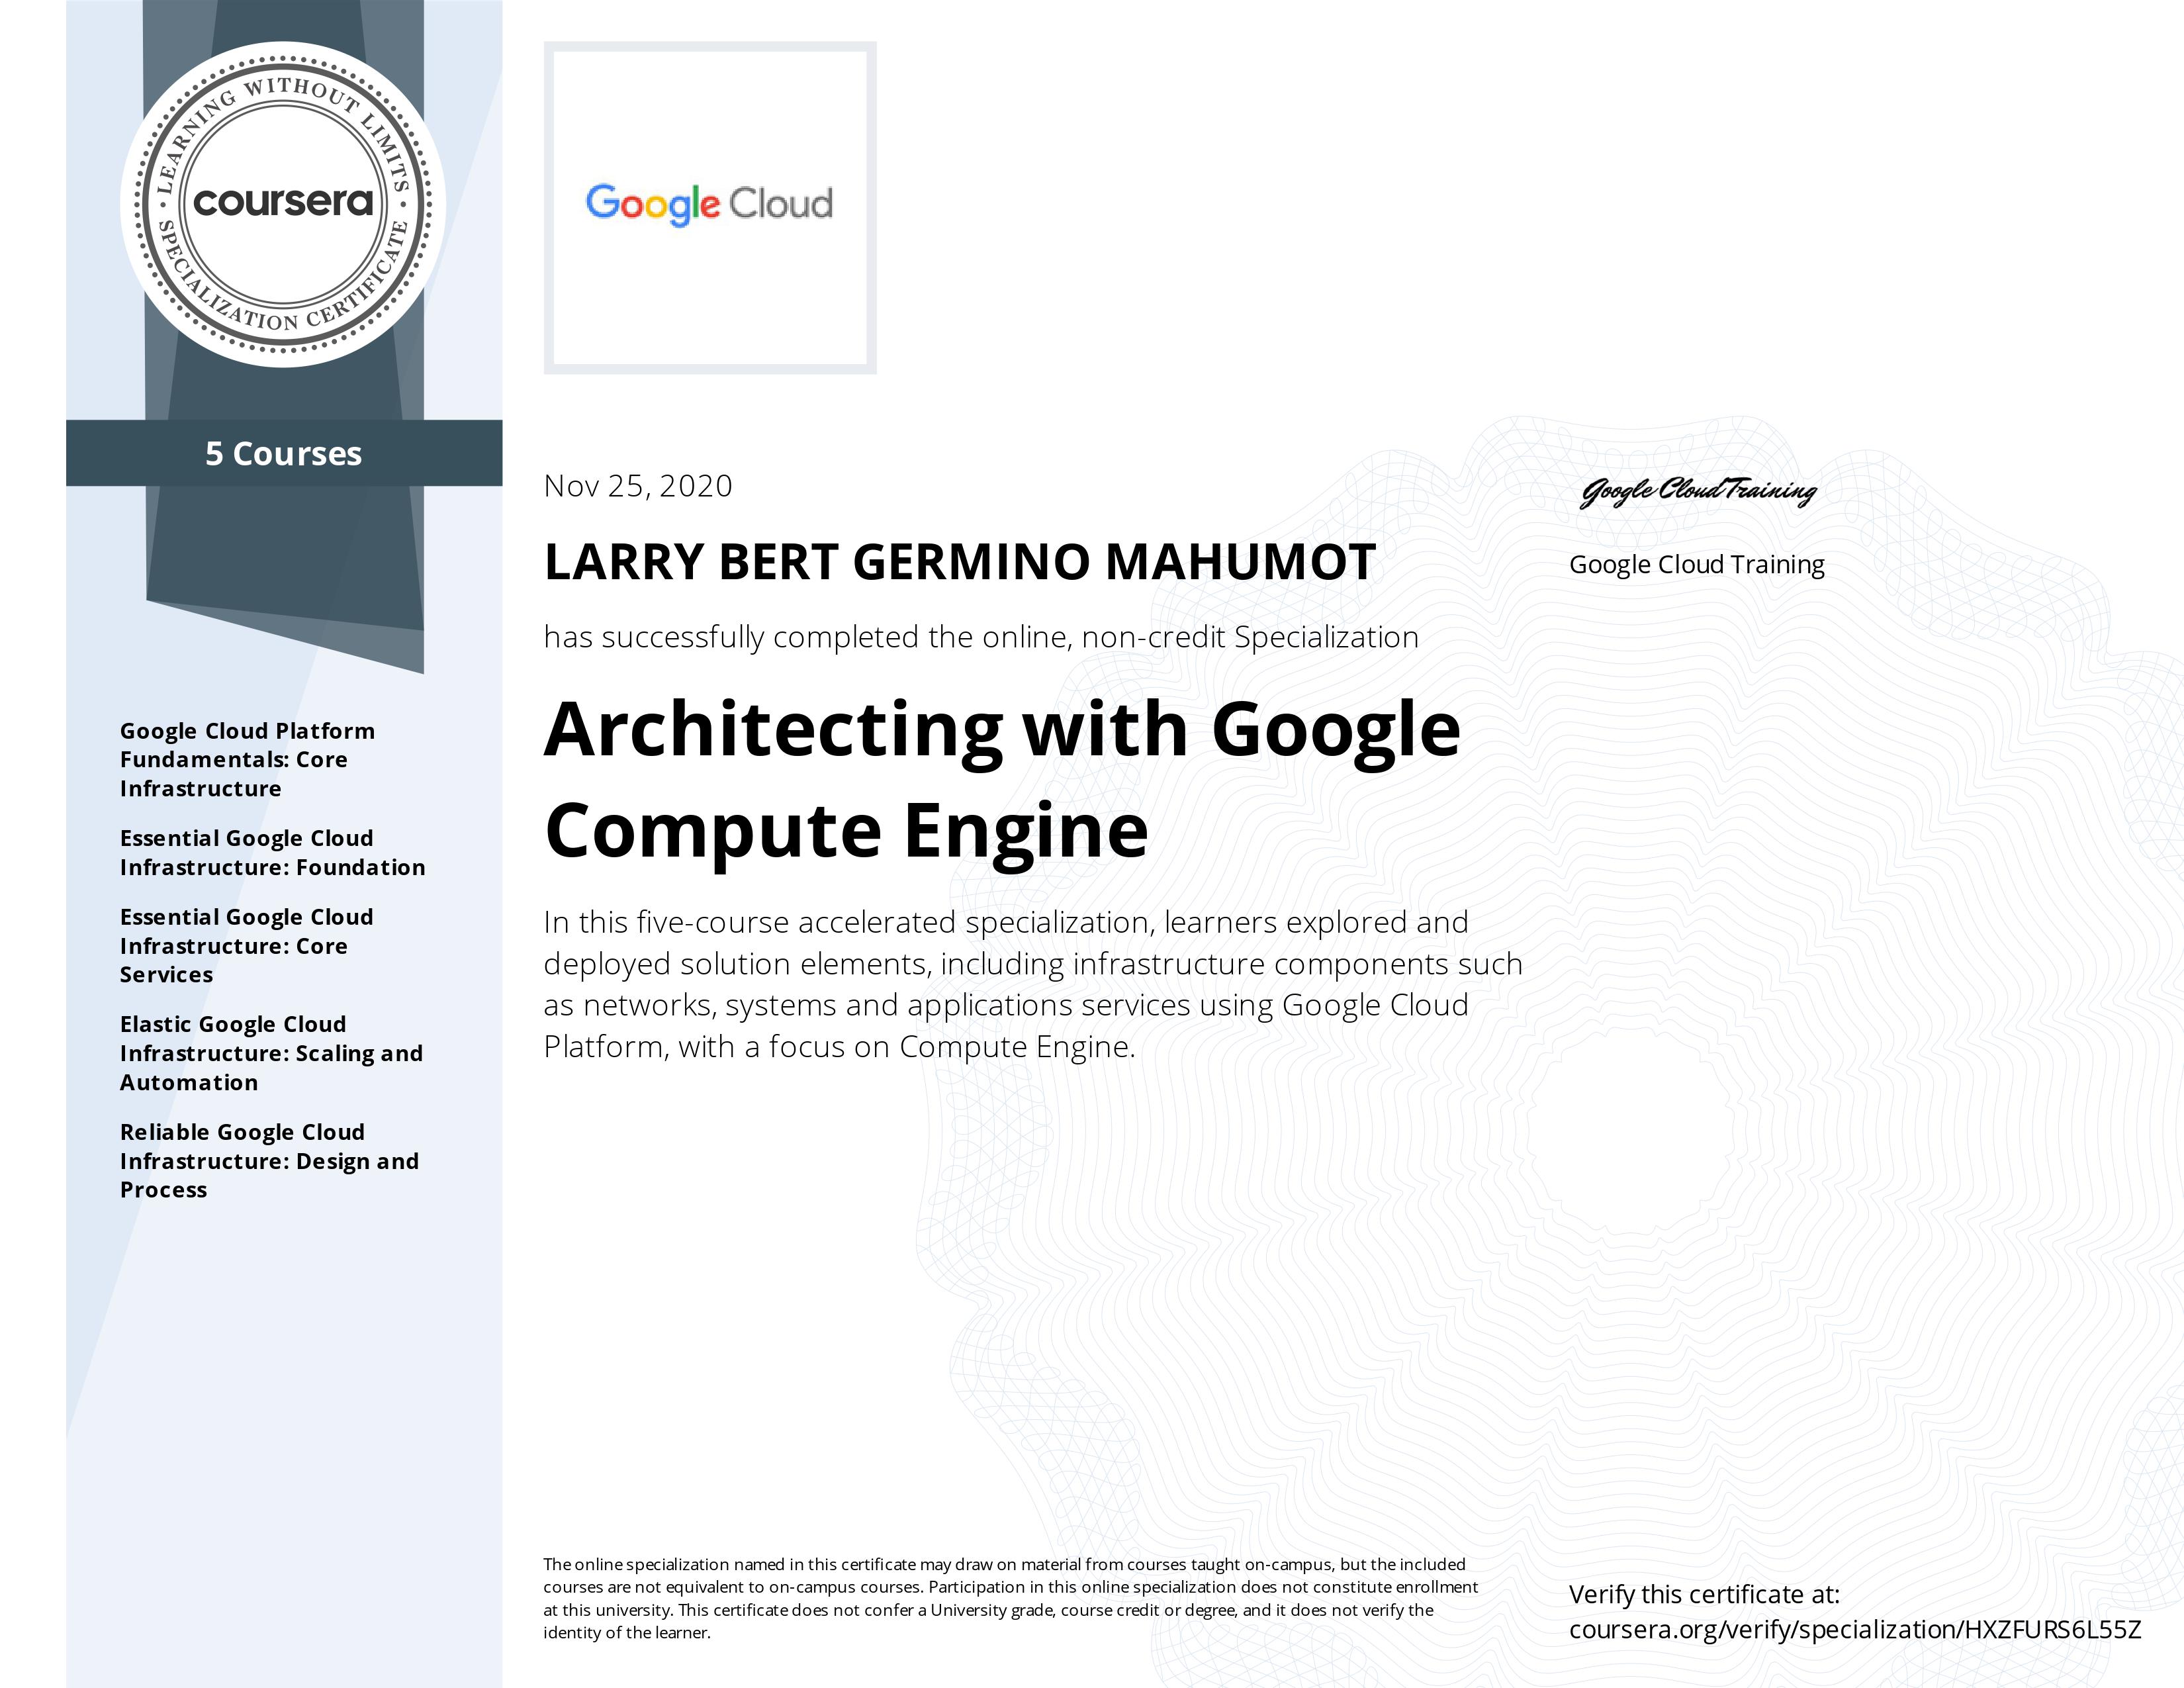 LEARNING WITHOUT LIMITS
coursera
SPECIALIZATION CERTIFICATE
5 Courses
Google Cloud Platform
Fundamentals: Core
Infrastructure
Essential Google Cloud
Infrastructure: Foundation
Essential Google Cloud
Infrastructure: Core
Services
Elastic Google Cloud
Infrastructure: Scaling and
Automation
Reliable Google Cloud
Infrastructure: Design and
Process
Google Cloud
Nov 25, 2020
LARRY BERT GERMINO MAHUMOT
has successfully completed the online, non-credit Specialization
Architecting with Google
Compute Engine
In this five-course accelerated specialization, learners explored and
deployed solution elements, including infrastructure components such
as networks, systems and applications services using Google Cloud
Platform, with a focus on Compute Engine.
Google Cloud Training
Google Cloud Training
The online specialization named in this certificate may draw on material from courses taught on-campus, but the included
courses are not equivalent to on-campus courses. Participation in this online specialization does not constitute enrollment
at this university. This certificate does not confer a University grade, course credit or degree, and it does not verify the
identity of the learner.
Verify this certificate at:
coursera.org/verify/specialization/HXZFURS6L55Z